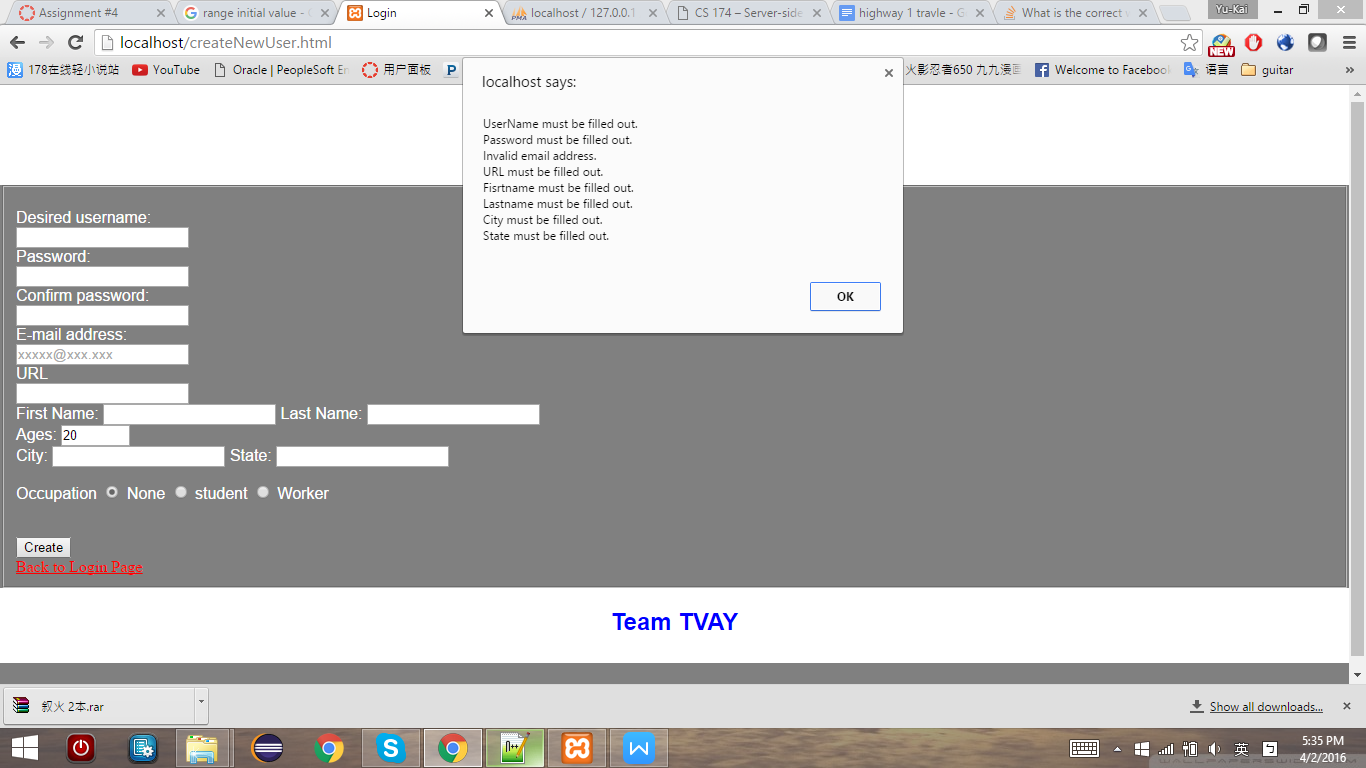 Assignment #4
range initial value - G
Login
localhost / 127.0.0.1
CS 174 – Server-side
highway 1 travle - G
What is the correct
Yu-Kai
localhost/createNewUser.html
NEW
178在线轻小说站
YouTube
Oracle | PeopleSoft En
用户面板
火影忍者650 九九漫画
Welcome to Facebook
语言
guitar
»
localhost says:
UserName must be filled out.
Password must be filled out.
Invalid email address.
URL must be filled out.
Fisrtname must be filled out.
Lastname must be filled out.
City must be filled out.
State must be filled out.
OK
Desired username:
Password:
Confirm password:
E-mail address:
xxxxx@xxx.xxx
URL
First Name: Last Name:
Ages: 20
City: State:
Occupation None student Worker
Create
Back to Login Page
Team TVAY
叙火 2本.rar
Show all downloads...
英
5:35 PM
4/2/2016